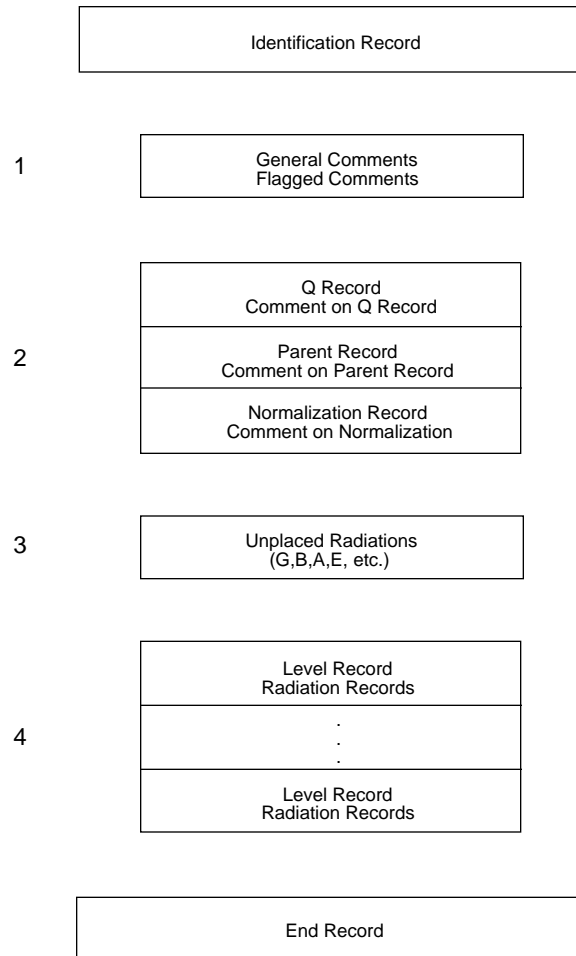 Identification Record
1
General Comments
Flagged Comments
2
Q Record
Comment on Q Record
Parent Record
Comment on Parent Record
Normalization Record
Comment on Normalization
3
Unplaced Radiations
(G,B,A,E, etc.)
4
Level Record
Radiation Records
.
.
.
Level Record
Radiation Records
End Record